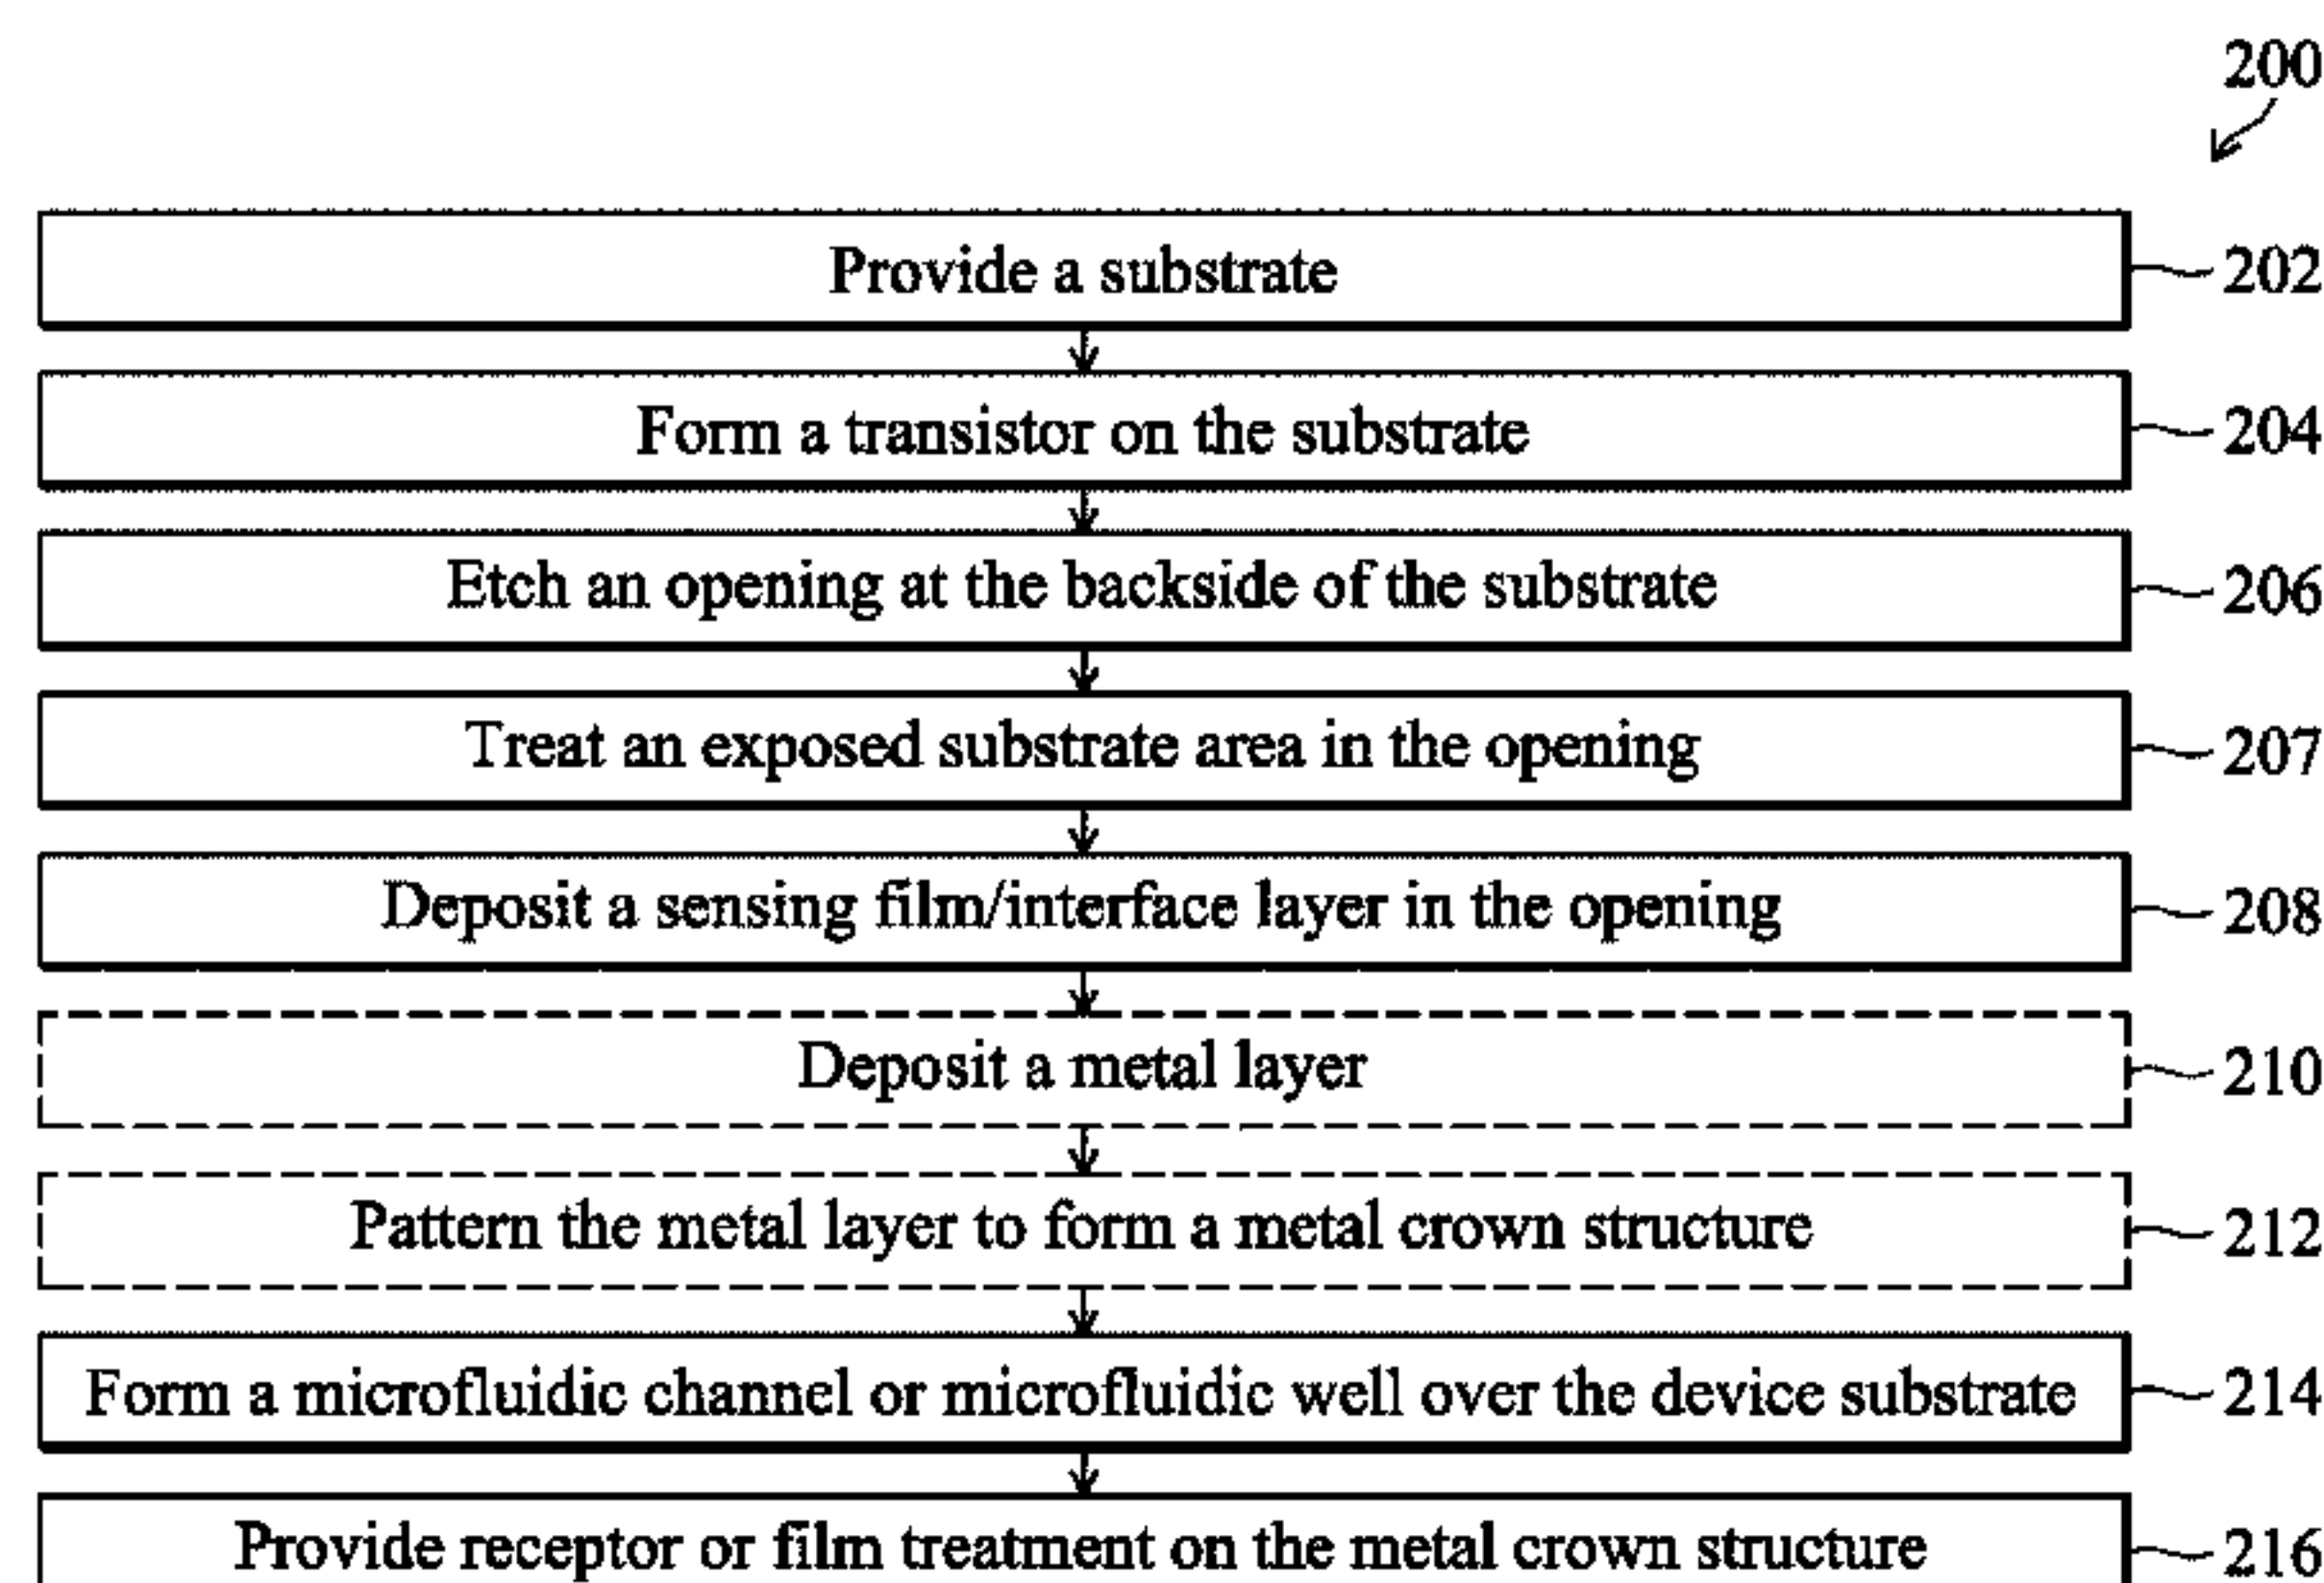 200
Provide a substrate 202
Form a transistor on the substrate 204
Etch an opening at the backside of the substrate 206
Treat an exposed substrate area in the opening 207
Deposit a sensing film/interface layer in the opening 208
Deposit a metal layer 210
Pattern the metal layer to form a metal crown structure 212
Form a microfluidic channel or microfluidic well over the device substrate 214
Provide receptor or film treatment on the metal crown structure 216